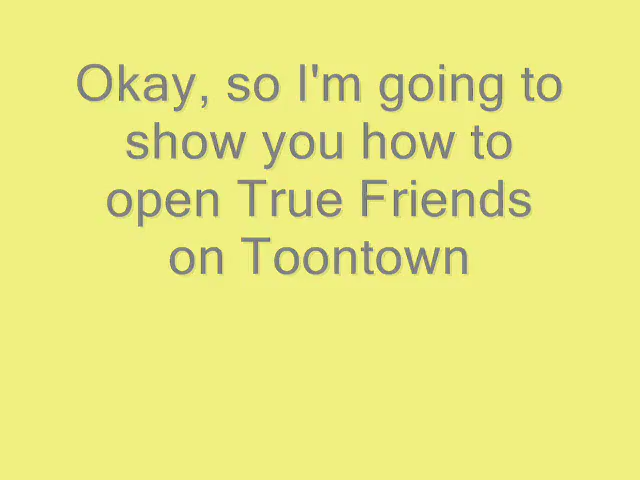 Okay, so I'm going to
show you how to
open True Friends
on Toontown